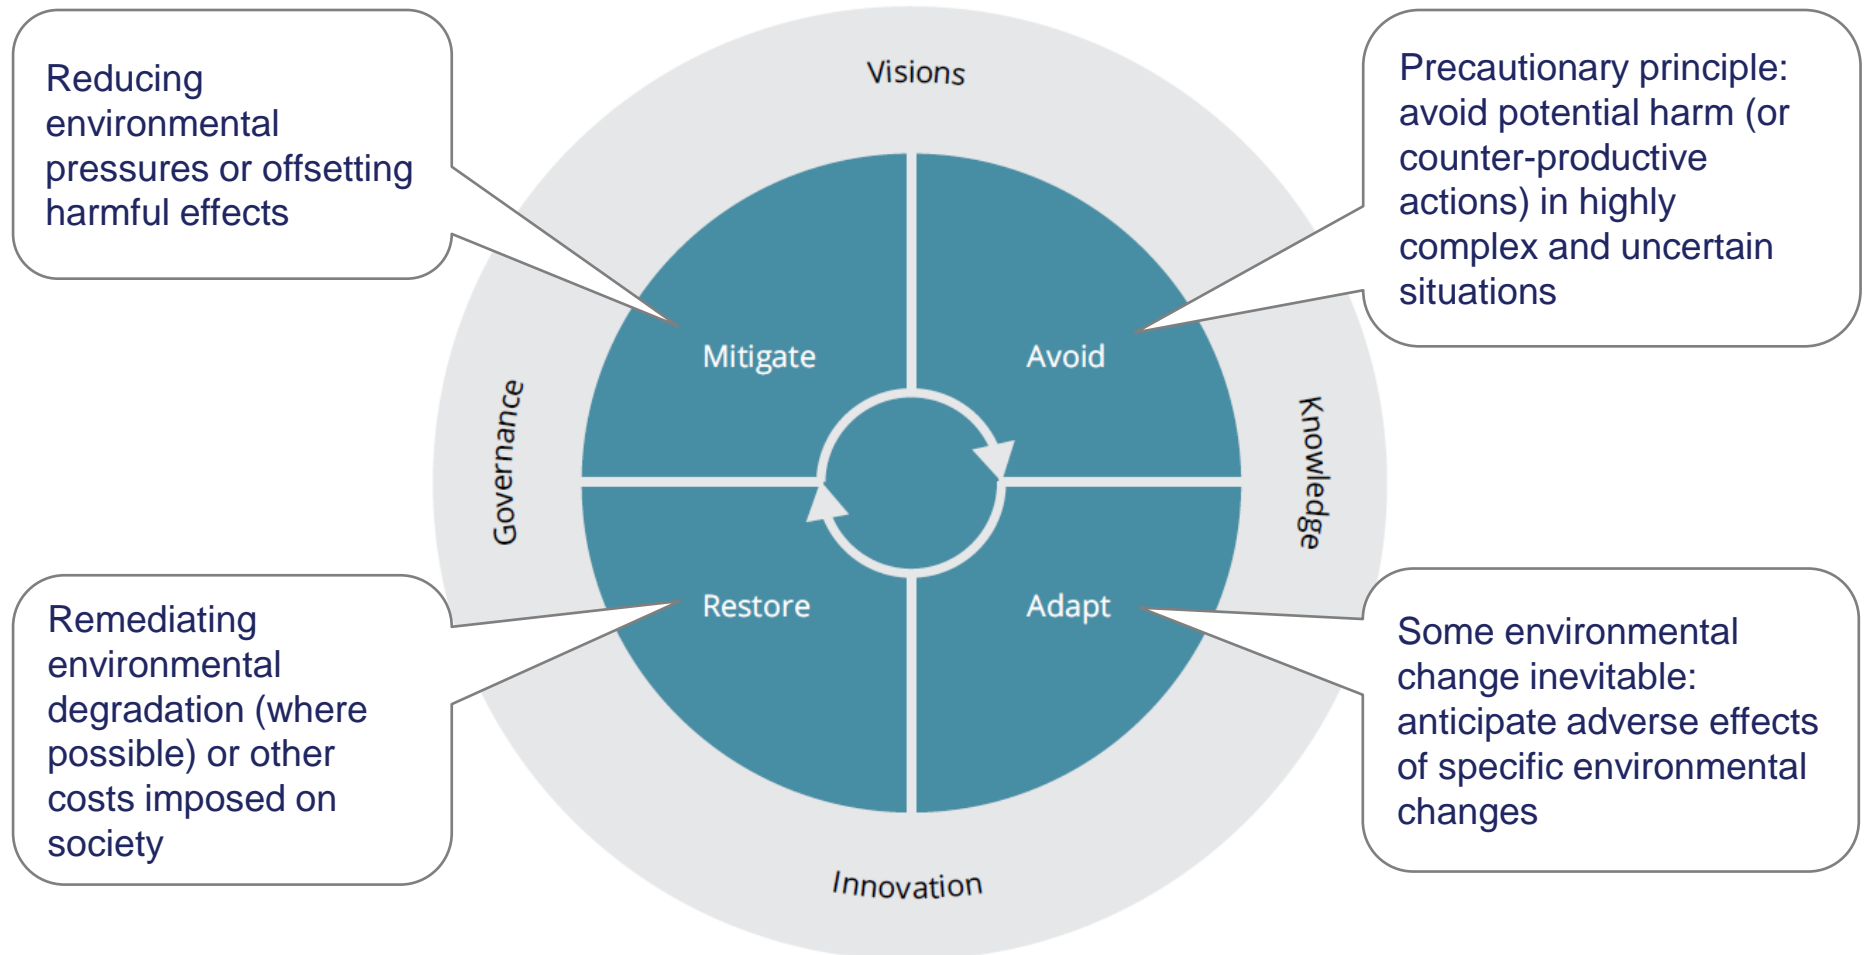 Reducing
environmental
pressures or offsetting
harmful effects
Visions
Precautionary principle:
avoid potential harm (or
counter-productive
actions) in highly
complex and uncertain
situations
Mitigate
Avoid
Governance
Knowledge
Restore
Adapt
Remediating
environmental
degradation (where
possible) or other
costs imposed on
society
Some environmental
change inevitable:
anticipate adverse effects
of specific environmental
changes
Innovation